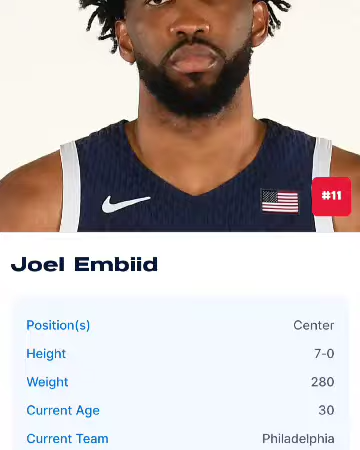 #11
Joel Embiid
Position(s) Center
Height 7-0
Weight 280
Current Age 30
Current Team Philadelphia